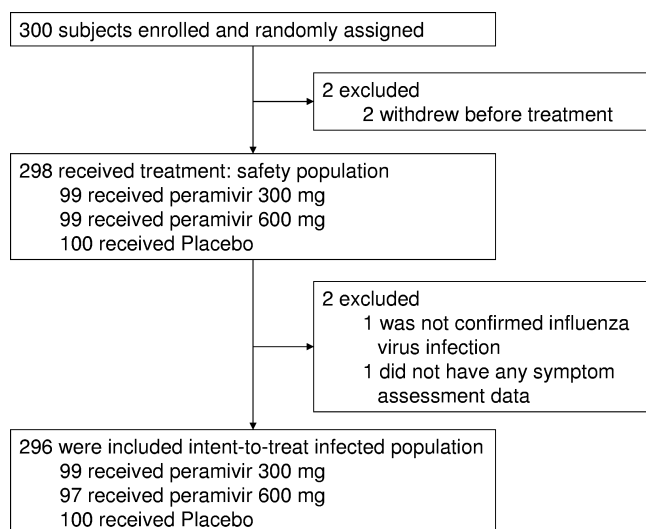 300 subjects enrolled and randomly assigned
2 excluded
2 withdrew before treatment
298 received treatment: safety population
99 received peramivir 300 mg
99 received peramivir 600 mg
100 received Placebo
2 excluded
1 was not confirmed influenza
virus infection
1 did not have any symptom
assessment data
296 were included intent-to-treat infected population
99 received peramivir 300 mg
97 received peramivir 600 mg
100 received Placebo